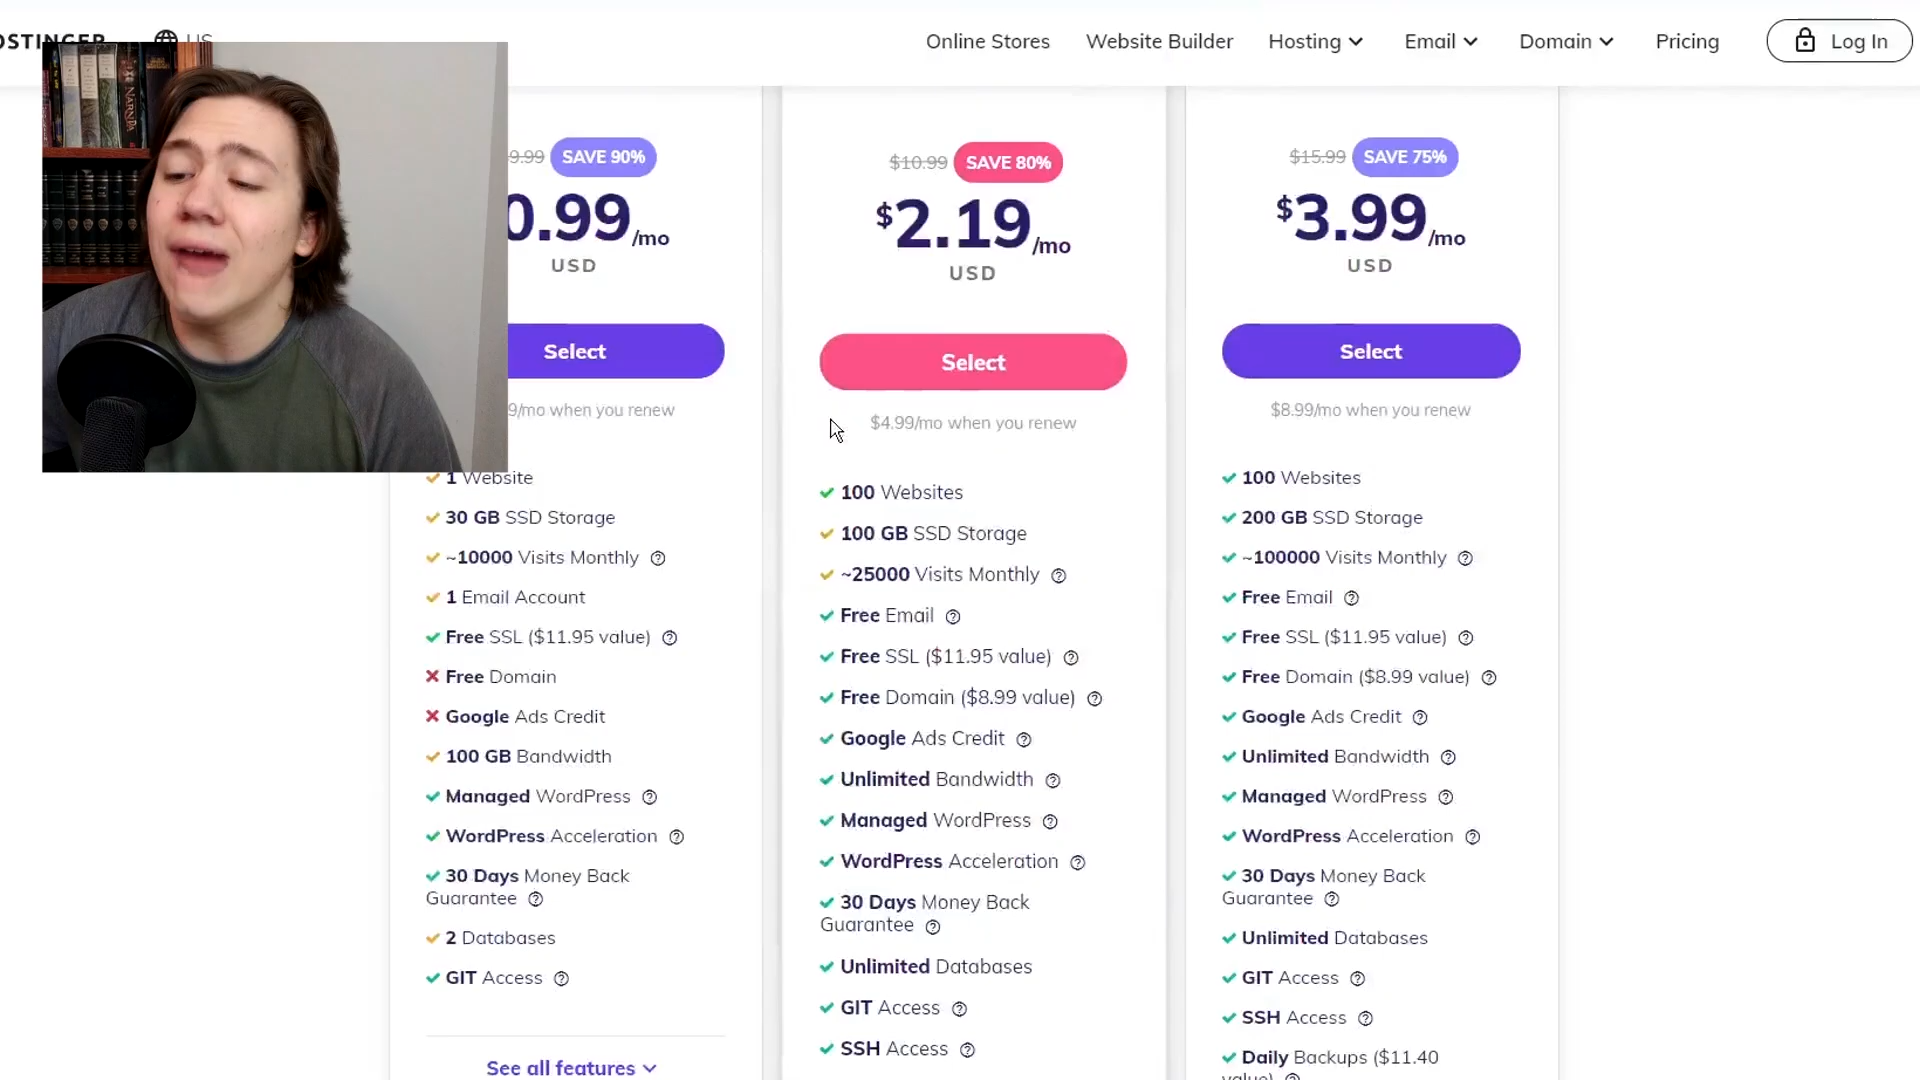 OSTINGER US Online Stores Website Builder Hosting Email Domain Pricing Log In
NARNIA
9.99 SAVE 90%
0.99 /mo
USD
Select
9/mo when you renew
1 Website
30 GB SSD Storage
~10000 Visits Monthly
1 Email Account
Free SSL ($11.95 value)
Free Domain
Google Ads Credit
100 GB Bandwidth
Managed WordPress
WordPress Acceleration
30 Days Money Back
Guarantee
2 Databases
GIT Access
See all features
$10.99 SAVE 80%
$2.19 /mo
USD
Select
$4.99/mo when you renew
100 Websites
100 GB SSD Storage
~25000 Visits Monthly
Free Email
Free SSL ($11.95 value)
Free Domain ($8.99 value)
Google Ads Credit
Unlimited Bandwidth
Managed WordPress
WordPress Acceleration
30 Days Money Back
Guarantee
Unlimited Databases
GIT Access
SSH Access
$15.99 SAVE 75%
$3.99 /mo
USD
Select
$8.99/mo when you renew
100 Websites
200 GB SSD Storage
~100000 Visits Monthly
Free Email
Free SSL ($11.95 value)
Free Domain ($8.99 value)
Google Ads Credit
Unlimited Bandwidth
Managed WordPress
WordPress Acceleration
30 Days Money Back
Guarantee
Unlimited Databases
GIT Access
SSH Access
Daily Backups ($11.40
value)